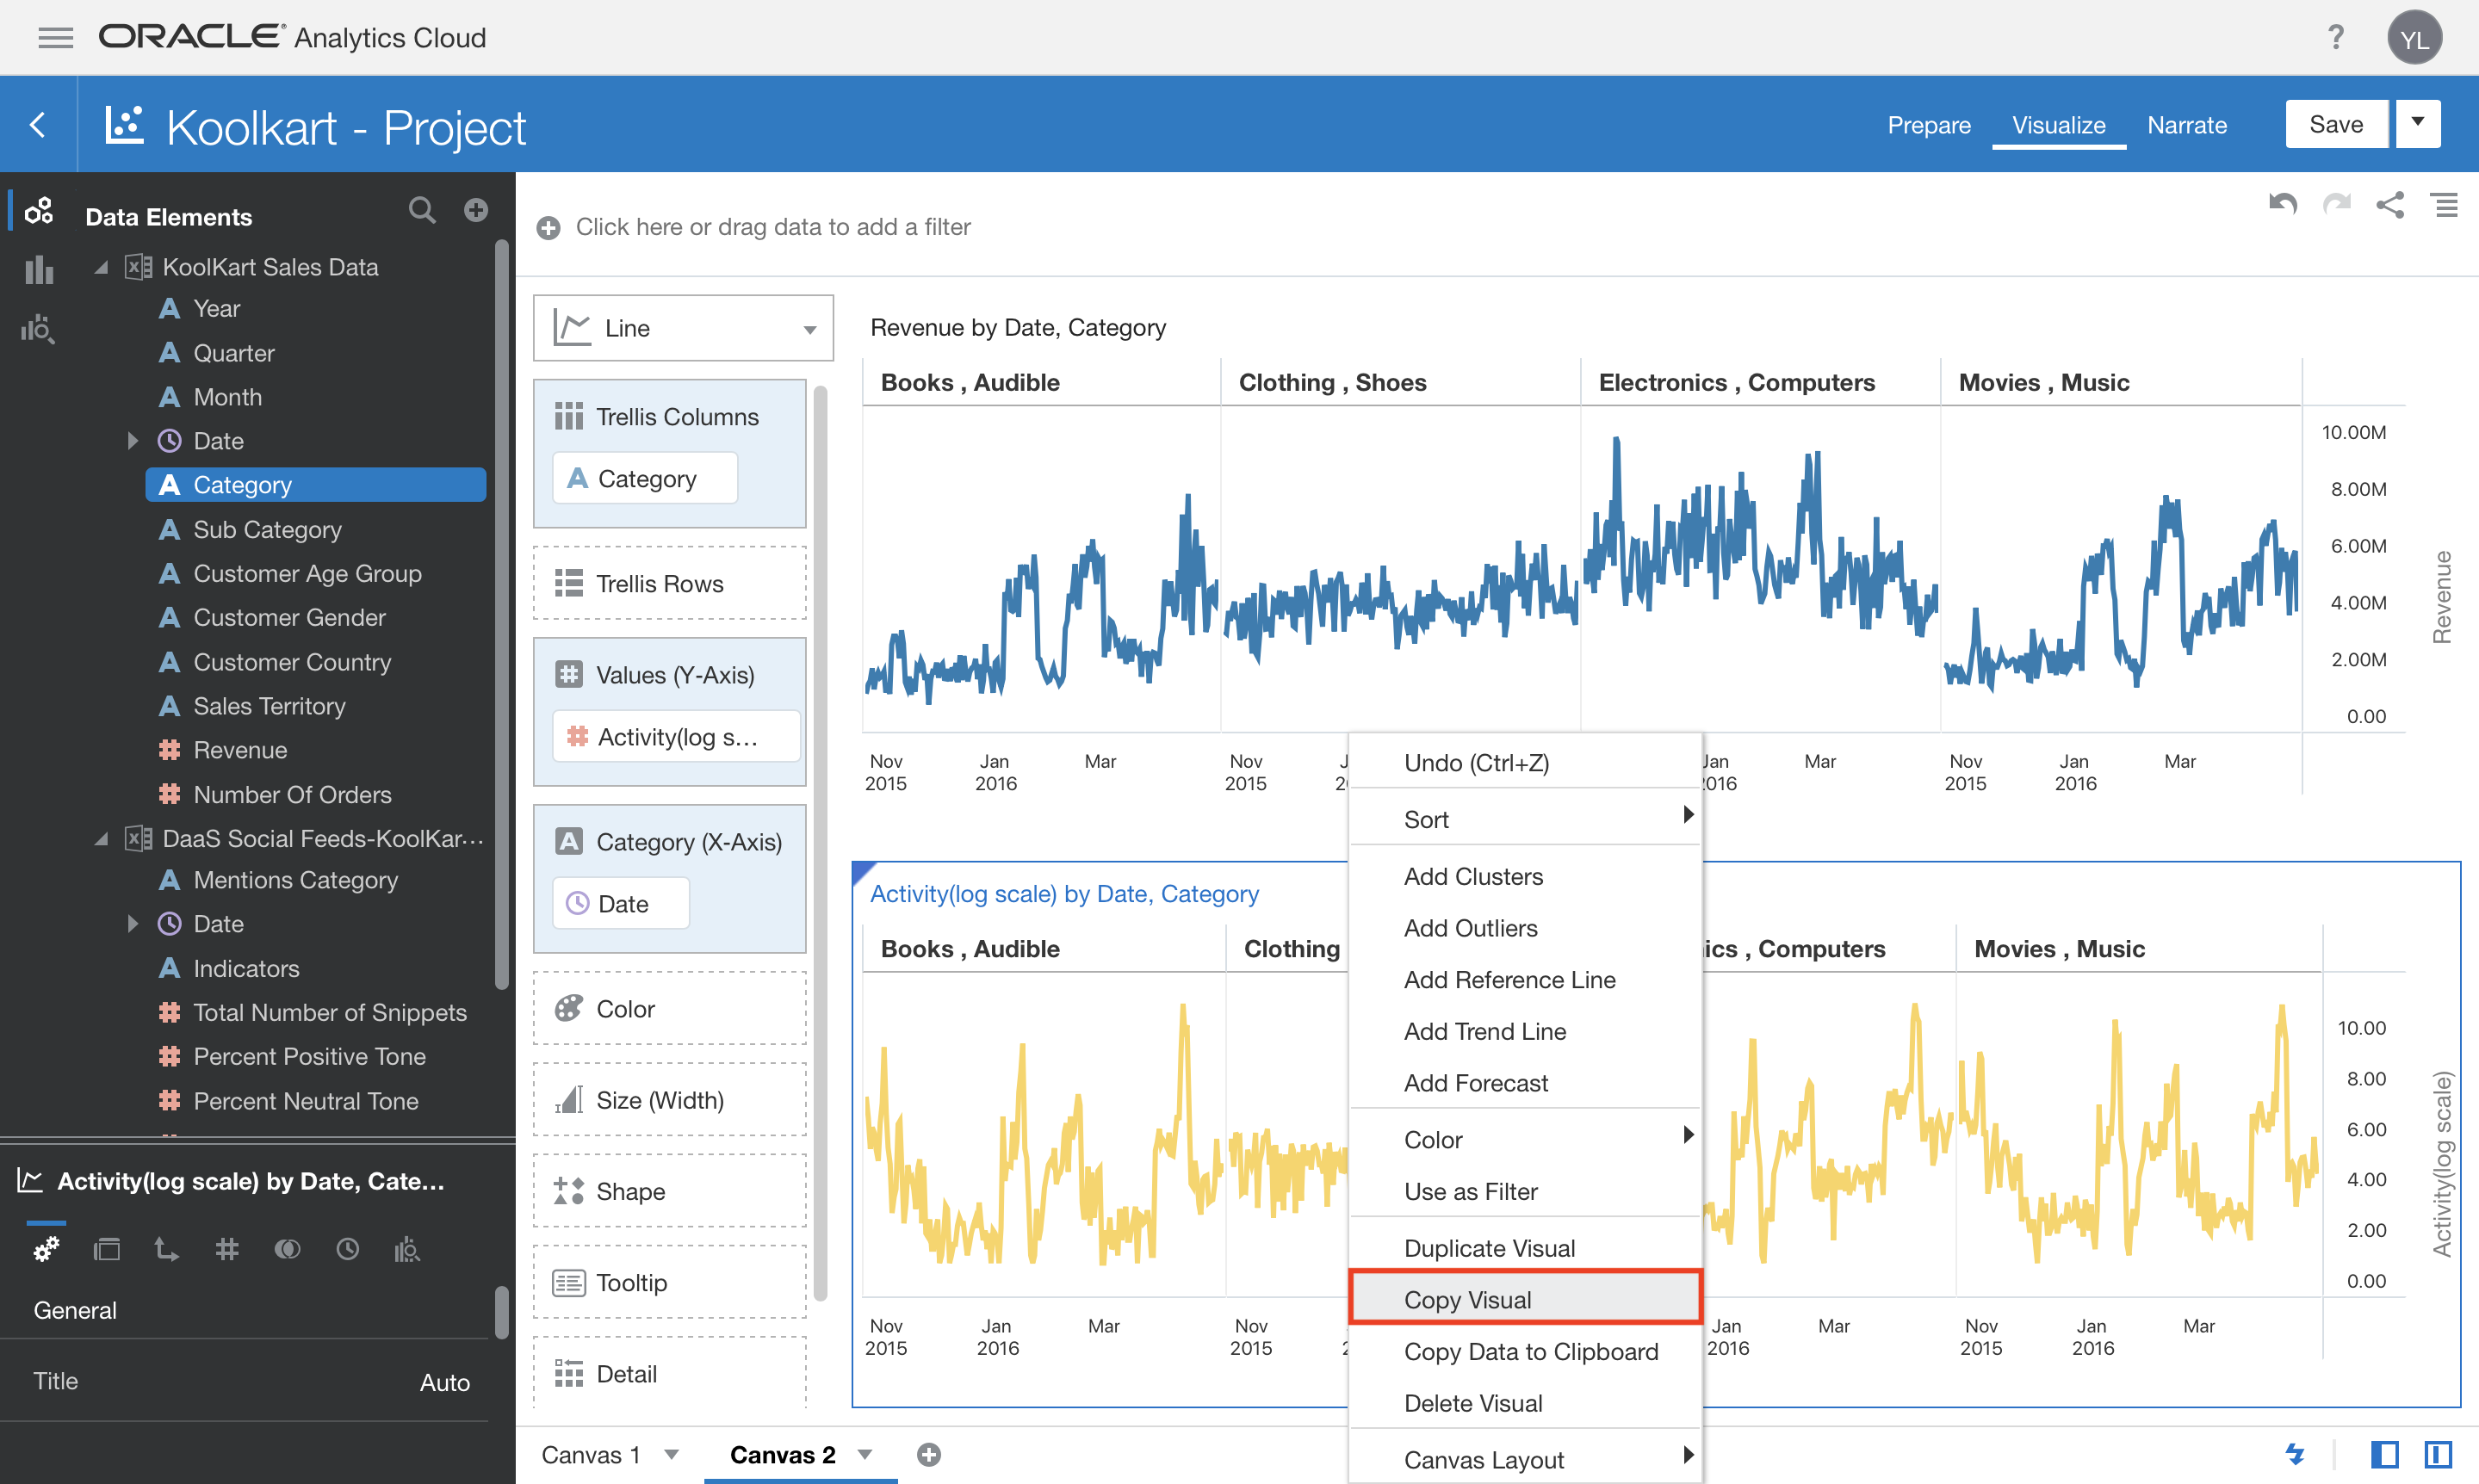 ORACLE® Analytics Cloud
?
YL
Koolkart - Project
Prepare
Visualize
Narrate
Save
Data Elements
KoolKart Sales Data
A Year
A Quarter
A Month
Date
A Category
A Sub Category
A Customer Age Group
A Customer Gender
A Customer Country
A Sales Territory
# Revenue
# Number Of Orders
DaaS Social Feeds-KoolKar...
A Mentions Category
Date
A Indicators
# Total Number of Snippets
# Percent Positive Tone
# Percent Neutral Tone
Activity(log scale) by Date, Cate...
General
Title
Auto
Click here or drag data to add a filter
Line
Trellis Columns
A Category
Trellis Rows
Values (Y-Axis)
# Activity(log s...
A Category (X-Axis)
Date
Color
Size (Width)
Shape
Tooltip
Detail
Revenue by Date, Category
Books , Audible
Clothing , Shoes
Electronics , Computers
Movies , Music
10.00M
8.00M
6.00M
4.00M
2.00M
0.00
Revenue
Nov
2015
Jan
2016
Mar
Nov
2015
Jan
2016
Mar
Nov
2015
Jan
2016
Mar
Undo (Ctrl+Z)
Sort
Add Clusters
Add Outliers
Add Reference Line
Add Trend Line
Add Forecast
Color
Use as Filter
Duplicate Visual
Copy Visual
Copy Data to Clipboard
Delete Visual
Canvas Layout
Activity(log scale) by Date, Category
Books , Audible
Clothing
ics , Computers
Movies , Music
10.00
8.00
6.00
4.00
2.00
0.00
Activity(log scale)
Nov
2015
Jan
2016
Mar
Nov
2015
Jan
2016
Mar
Nov
2015
Jan
2016
Mar
Canvas 1
Canvas 2